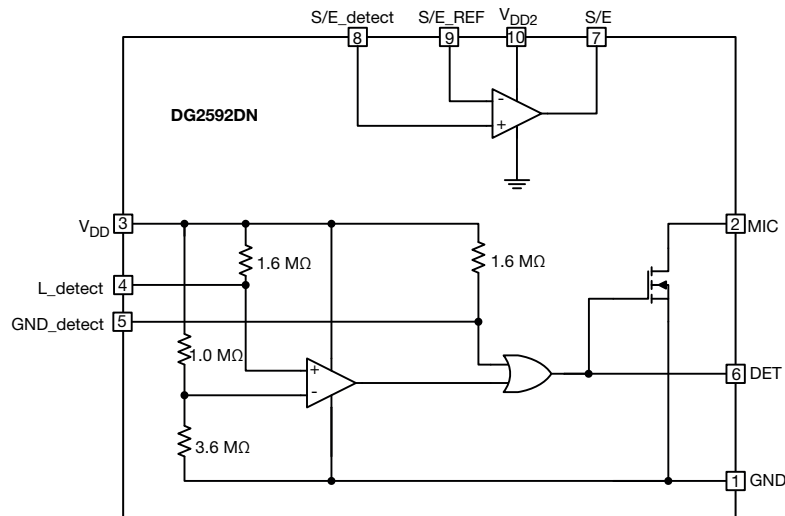 S/E_detect
S/E_REF
VDD2
S/E
8
9
10
7
-
+
DG2592DN
VDD
3
2
MIC
1.6 MΩ
1.6 MΩ
L_detect
4
GND_detect
5
1.0 MΩ
+
-
6
DET
3.6 MΩ
1
GND